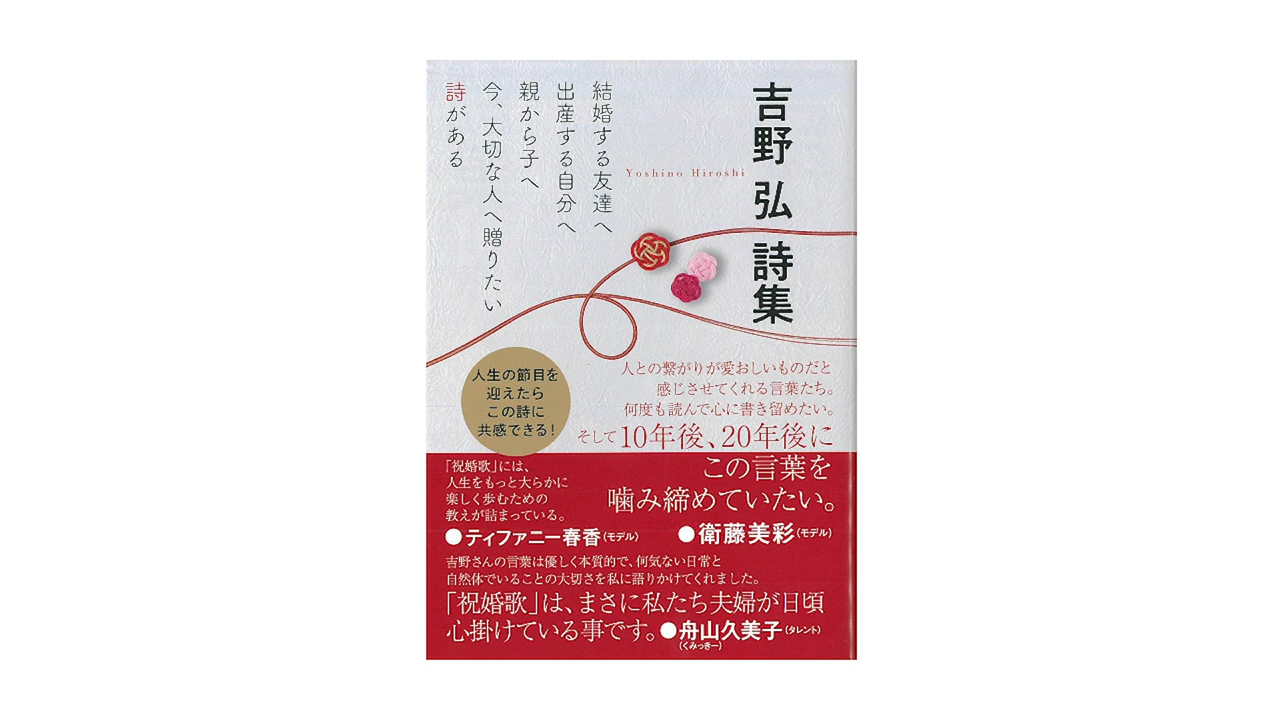 吉野 弘 詩集
Yoshino Hiroshi
結婚する友達へ
出産する自分へ
親から子へ
今、大切な人へ贈りたい
詩がある
人生の節目を
迎えたら
この詩に
共感できる!
人との繋がりが愛おしいものだと
感じさせてくれる言葉たち。
何度も読んで心に書き留めたい。
そして10年後、20年後に
この言葉を
噛み締めていたい。
●衛藤美彩(モデル)
「祝婚歌」には、
人生をもっと大らかに
楽しく歩むための
教えが詰まっている。
●ティファニー春香(モデル)
吉野さんの言葉は優しく本質的で、何気ない日常と
自然体でいることの大切さを私に語りかけてくれました。
「祝婚歌」は、まさに私たち夫婦が日頃
心掛けている事です。●舟山久美子(タレント)
(くみっきー)